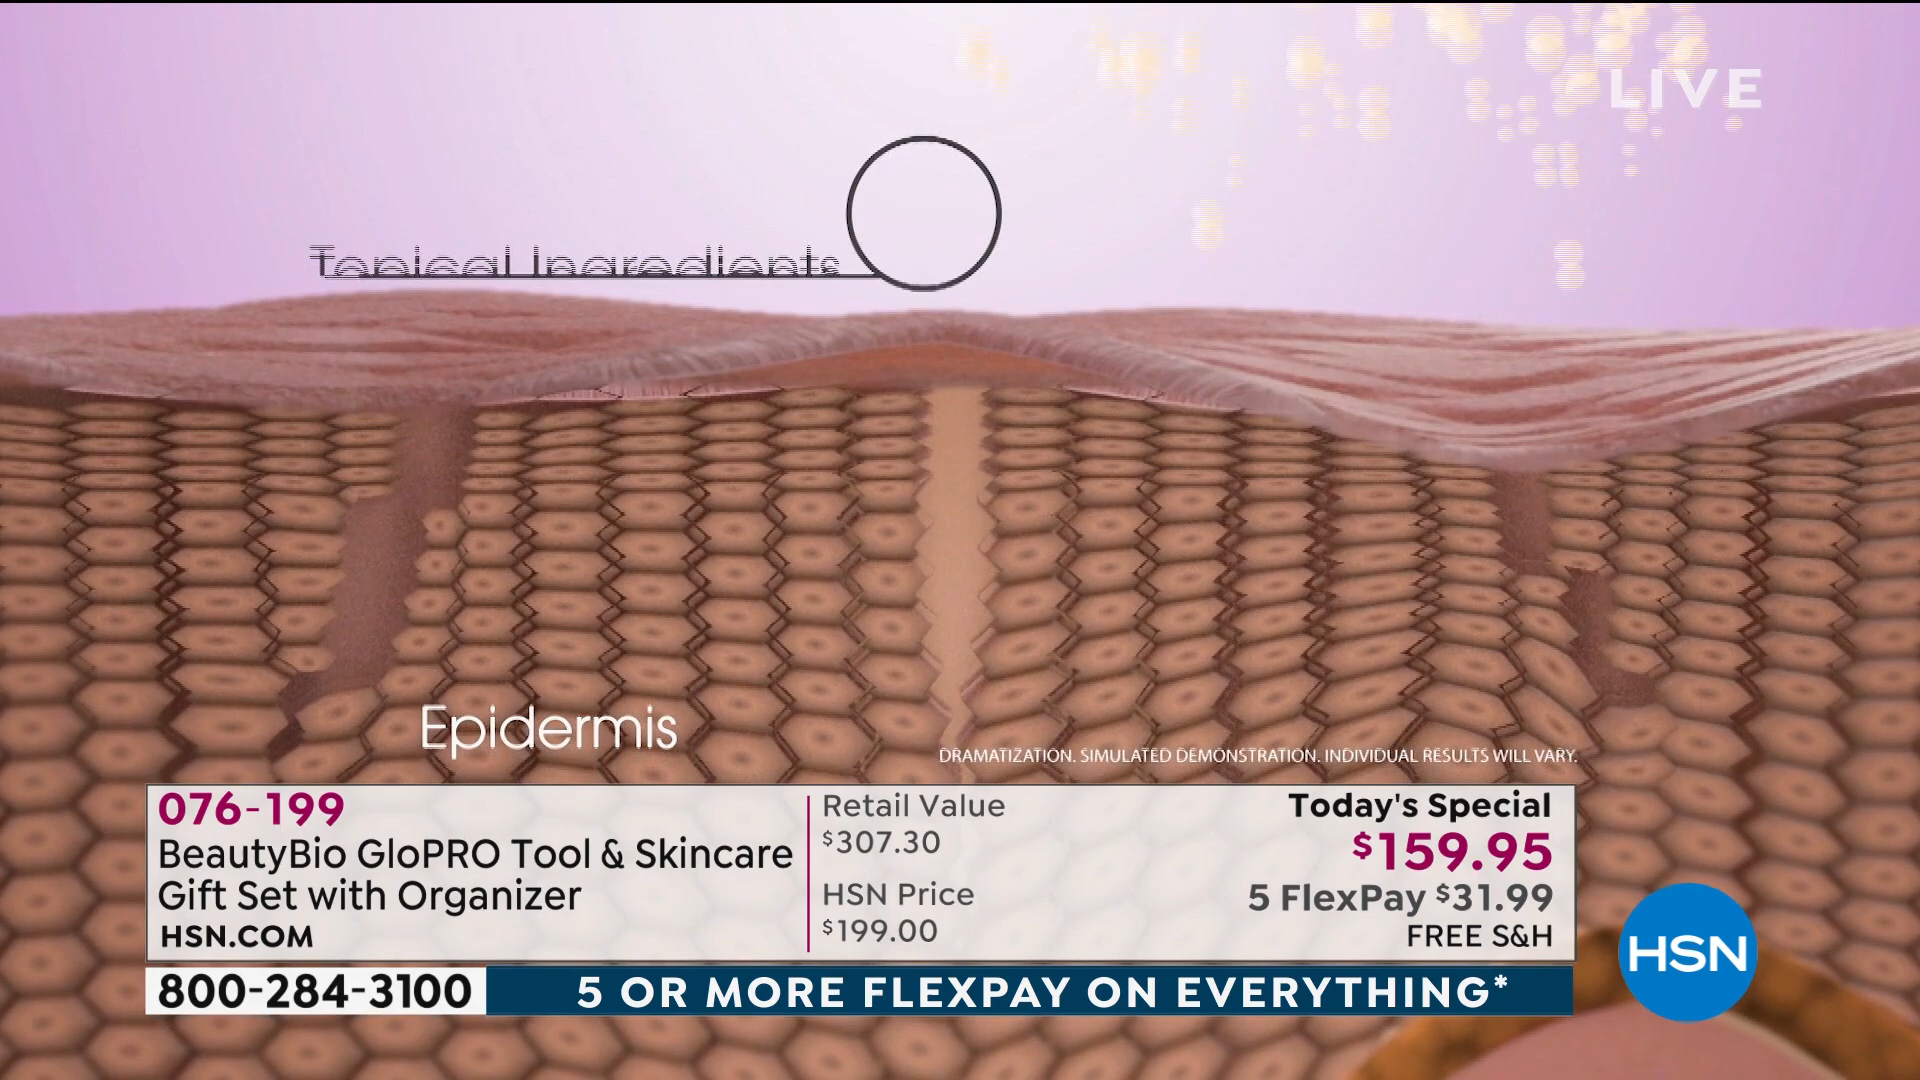 LIVE
Topical Ingredients
Epidermis
DRAMATIZATION. SIMULATED DEMONSTRATION. INDIVIDUAL RESULTS WILL VARY.
076-199
BeautyBio GloPRO Tool & Skincare
Gift Set with Organizer
HSN.COM
Retail Value
$307.30
HSN Price
$199.00
Today's Special
$159.95
5 FlexPay $31.99
FREE S&H
800-284-3100
5 OR MORE FLEXPAY ON EVERYTHING*
HSN